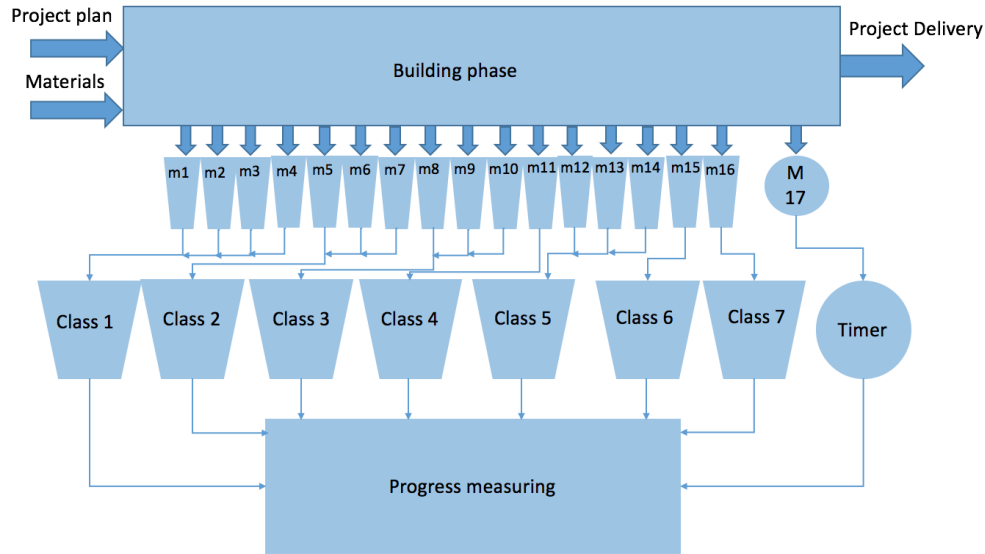 Project plan
Project Delivery
Building phase
Materials
m1
m2
m3
m4
m5
m6
m7
m8
m9
m10
m11
m12
m13
m14
m15
m16
M
17
Class 1
Class 2
Class 3
Class 4
Class 5
Class 6
Class 7
Timer
Progress measuring